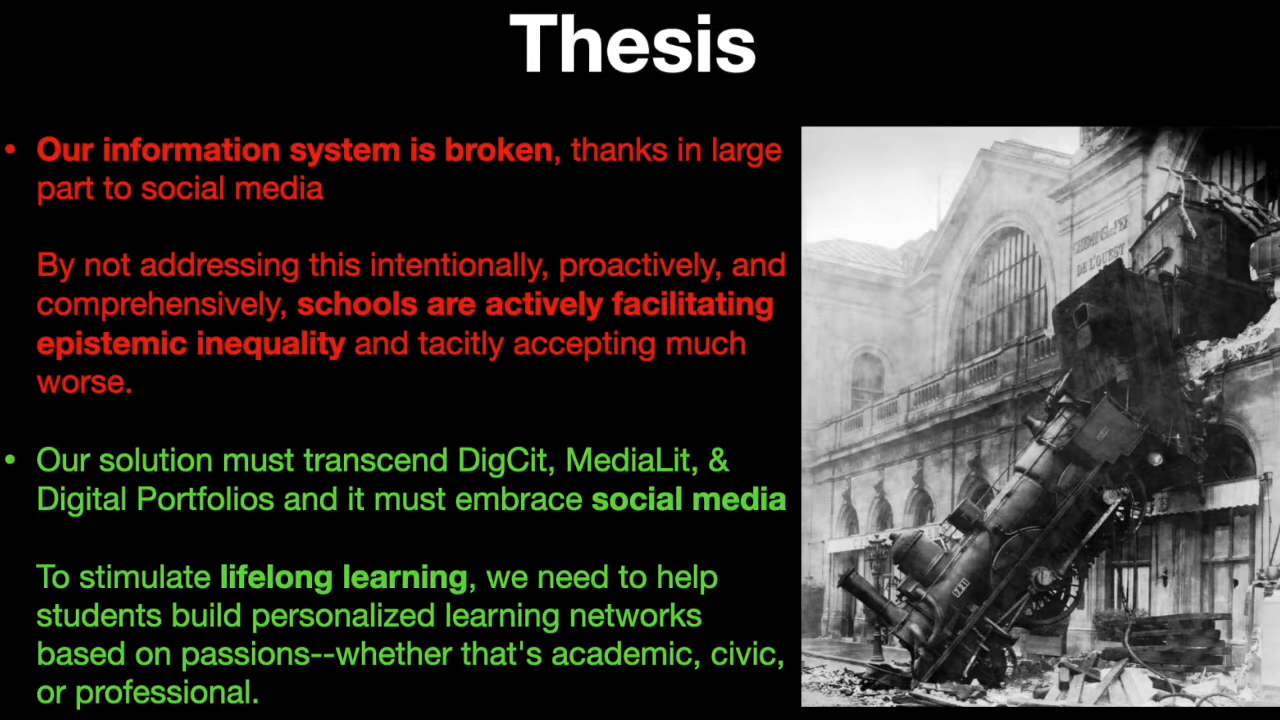 Thesis
• Our information system is broken, thanks in large
part to social media
By not addressing this intentionally, proactively, and
comprehensively, schools are actively facilitating
epistemic inequality and tacitly accepting much
worse.
• Our solution must transcend DigCit, MediaLit, &
Digital Portfolios and it must embrace social media
To stimulate lifelong learning, we need to help
students build personalized learning networks
based on passions--whether that's academic, civic,
or professional.
DE L'OUEST